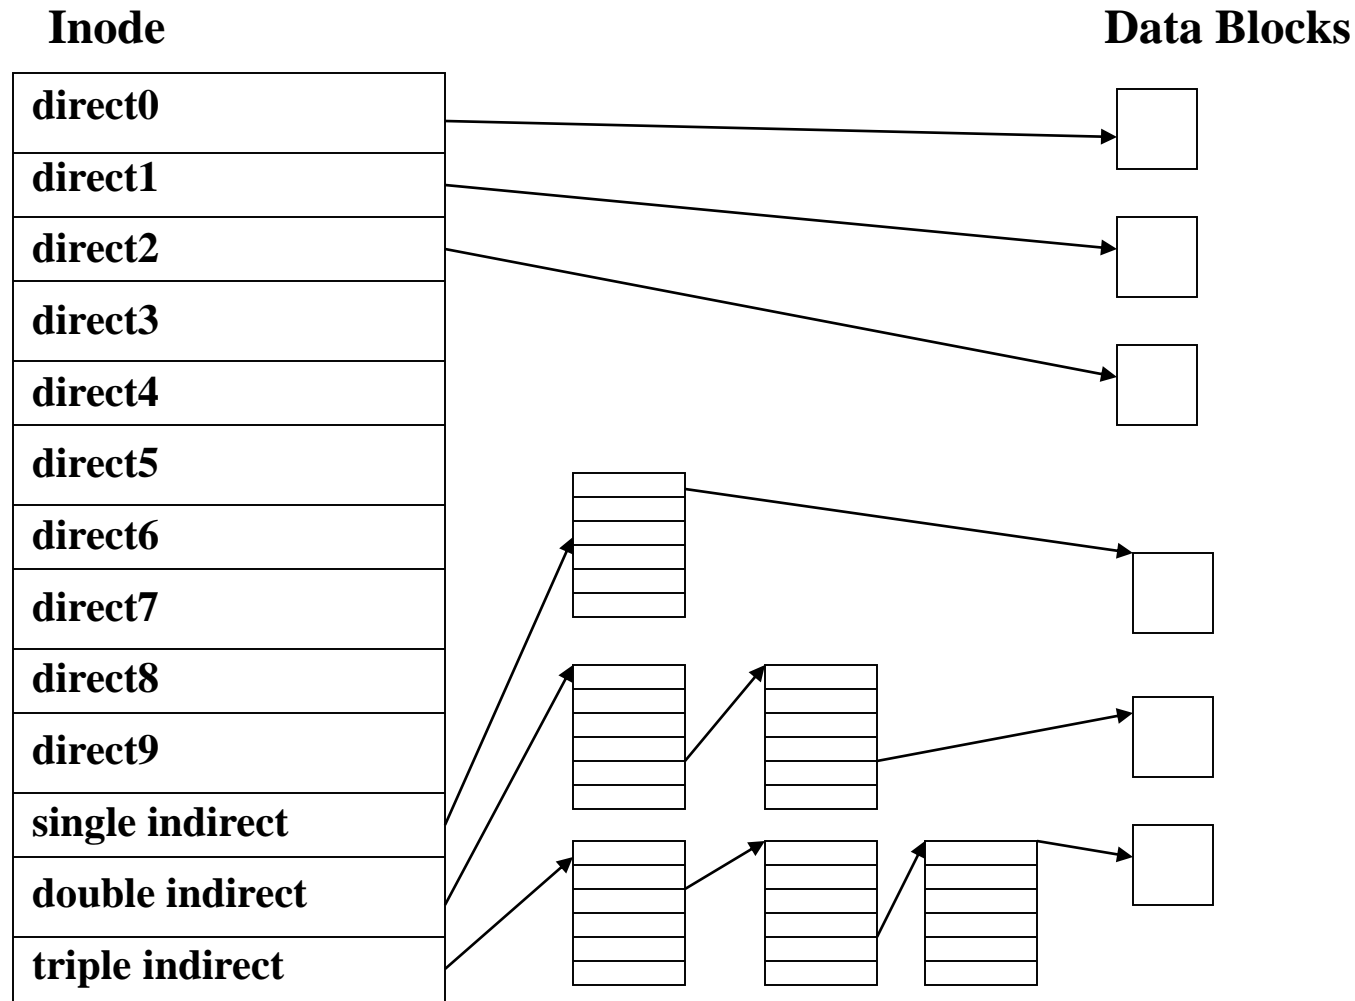 Inode
Data Blocks
direct0
direct1
direct2
direct3
direct4
direct5
direct6
direct7
direct8
direct9
single indirect
double indirect
triple indirect